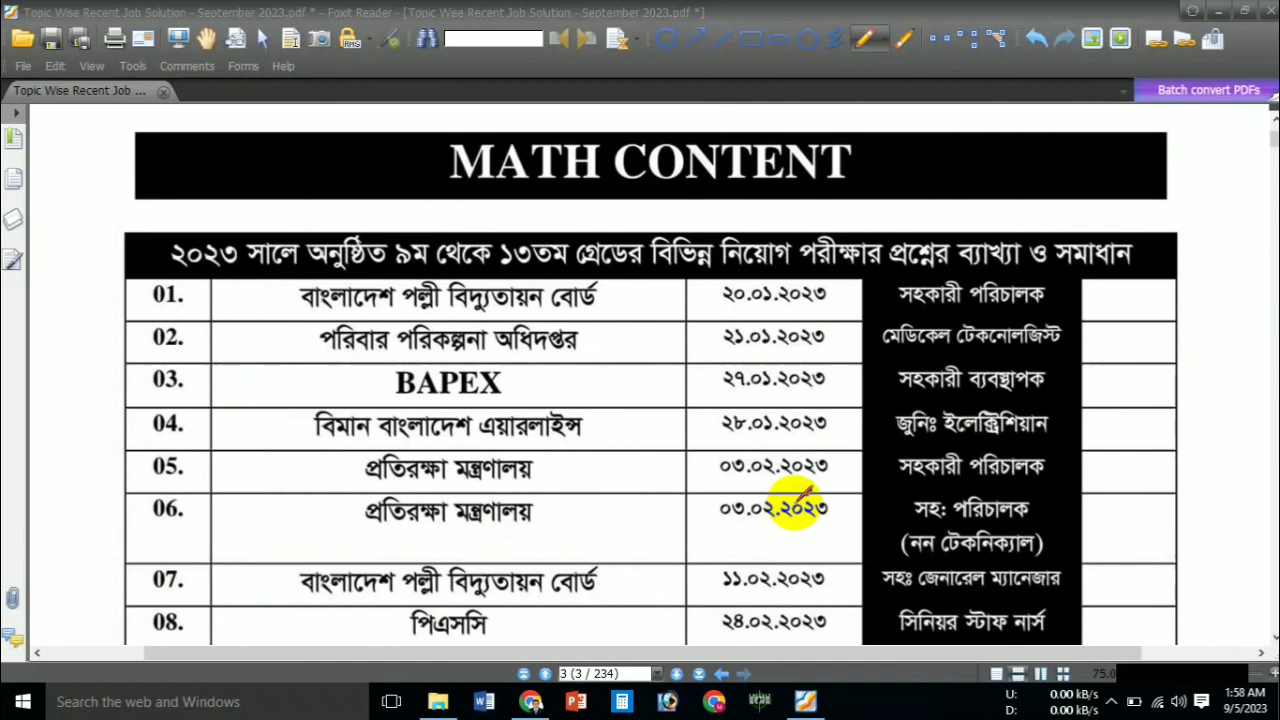 Topic Wise Recent Job Solution - September 2023.pdf * - Foxit Reader - [Topic Wise Recent Job Solution - September 2023.pdf *]
File Edit View Tools Comments Forms Help
Topic Wise Recent Job ...
Batch convert PDFs
MATH CONTENT
২০২৩ সালে অনুষ্ঠিত ৯ম থেকে ১৩তম গ্রেডের বিভিন্ন নিয়োগ পরীক্ষার প্রশ্নের ব্যাখ্যা ও সমাধান
01. বাংলাদেশ পল্লী বিদ্যুতায়ন বোর্ড ২০.০১.২০২৩ সহকারী পরিচালক
02. পরিবার পরিকল্পনা অধিদপ্তর ২১.০১.২০২৩ মেডিকেল টেকনোলজিস্ট
03. BAPEX ২৭.০১.২০২৩ সহকারী ব্যবস্থাপক
04. বিমান বাংলাদেশ এয়ারলাইন্স ২৮.০১.২০২৩ জুনিঃ ইলেক্ট্রিশিয়ান
05. প্রতিরক্ষা মন্ত্রণালয় ০৩.০২.২০২৩ সহকারী পরিচালক
06. প্রতিরক্ষা মন্ত্রণালয় ০৩.০২.২০২৩ সহ: পরিচালক
(নন টেকনিক্যাল)
07. বাংলাদেশ পল্লী বিদ্যুতায়ন বোর্ড ১১.০২.২০২৩ সহঃ জেনারেল ম্যানেজার
08. পিএসসি ২৪.০২.২০২৩ সিনিয়র স্টাফ নার্স
3 (3 / 234) 75.0
Search the web and Windows
U: 0.00 kB/s 1:58 AM
D: 0.00 kB/s 9/5/2023